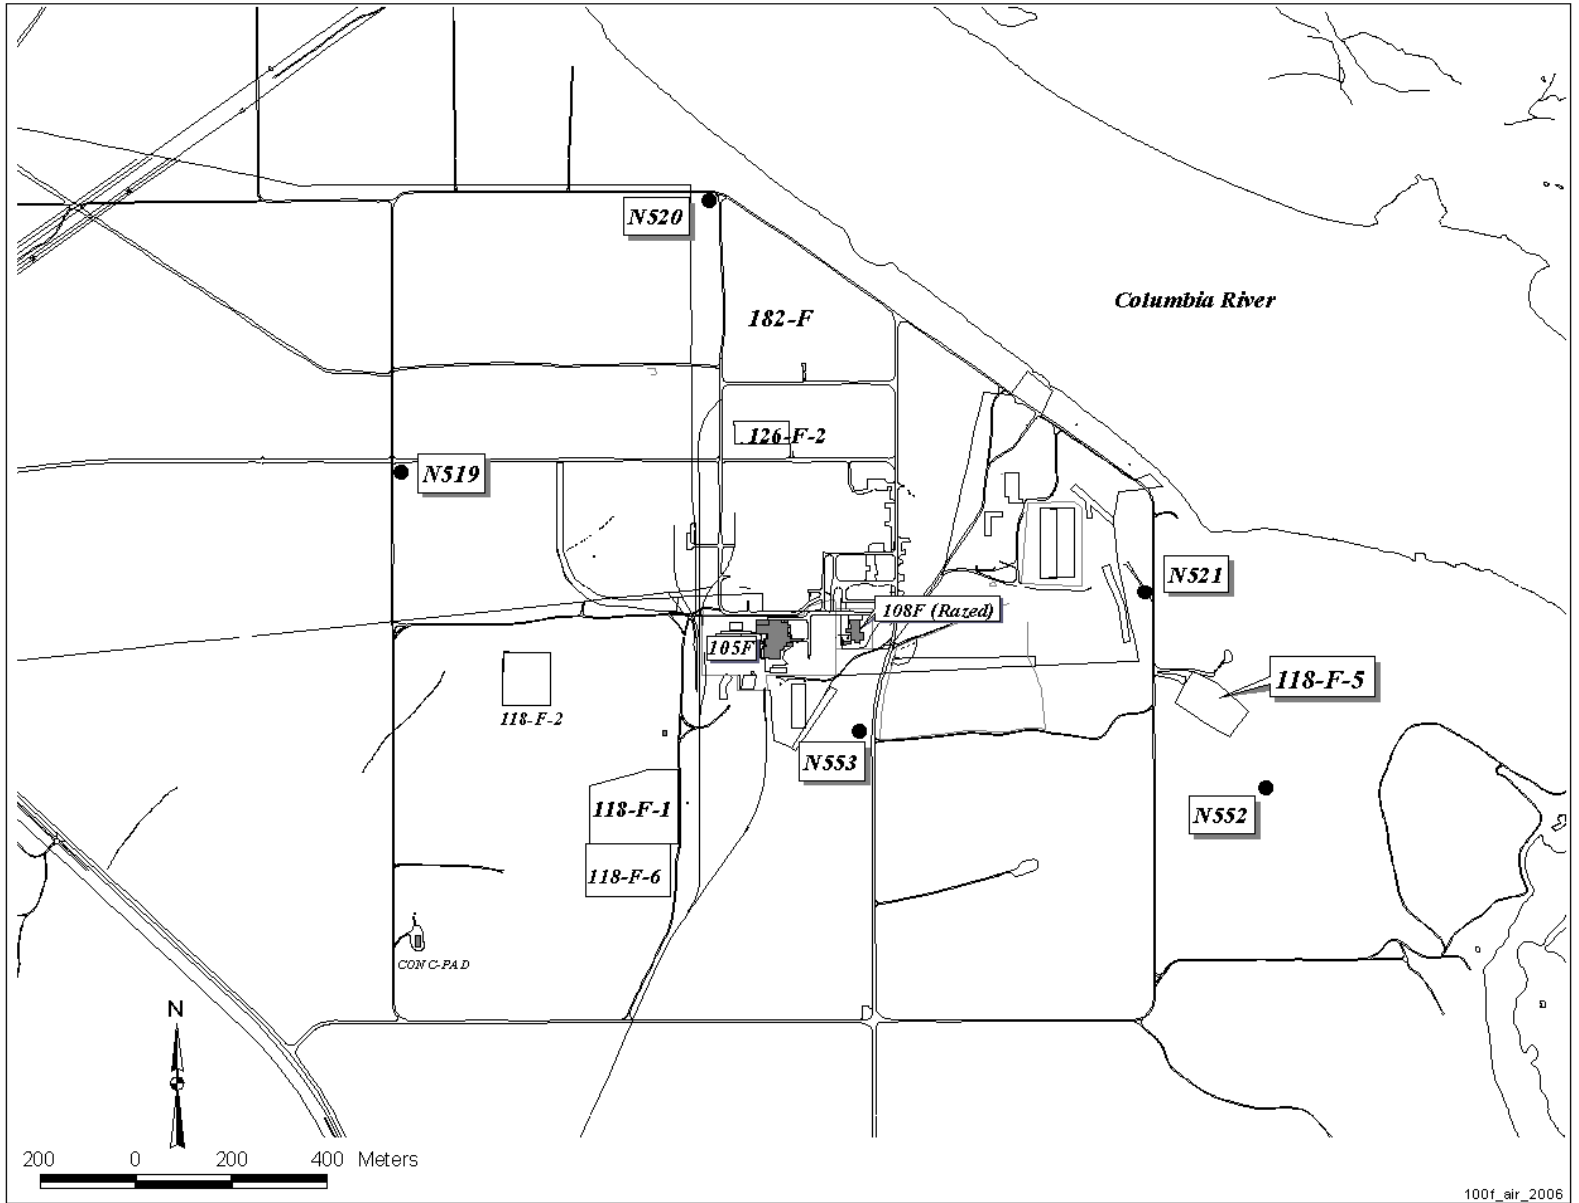 N520
Columbia River
182-F
126-F-2
N519
N521
108F (Razed)
105F
118-F-5
118-F-2
N553
118-F-1
N552
118-F-6
CONC-PAD
N
200 0 200 400 Meters
100f_air_2006